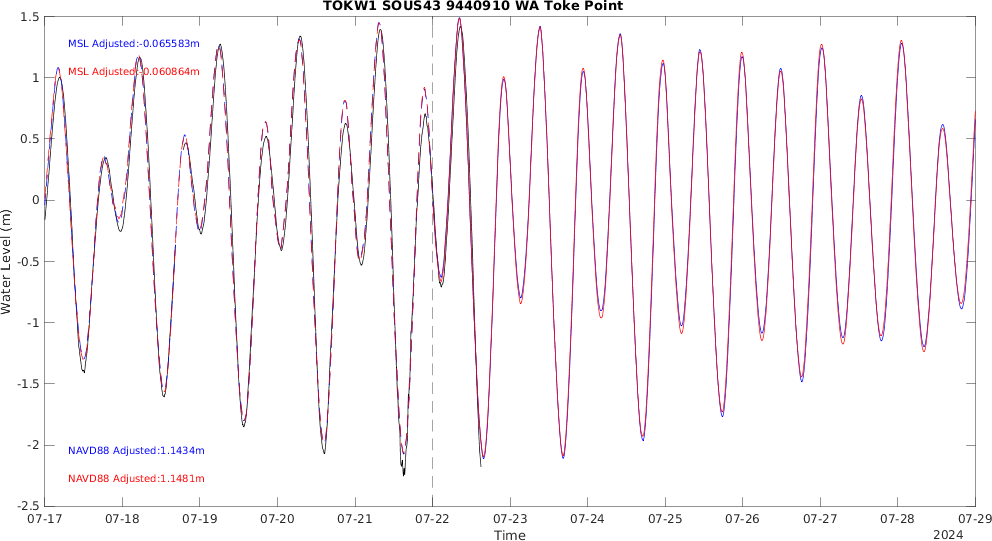 TOKW1 SOUS43 9440910 WA Toke Point
1.5
1
0.5
0
-0.5
-1
-1.5
-2
-2.5
Water Level (m)
MSL Adjusted:-0.065583m
MSL Adjusted:-0.060864m
NAVD88 Adjusted:1.1434m
NAVD88 Adjusted:1.1481m
07-17 07-18 07-19 07-20 07-21 07-22 07-23 07-24 07-25 07-26 07-27 07-28 07-29
Time
2024